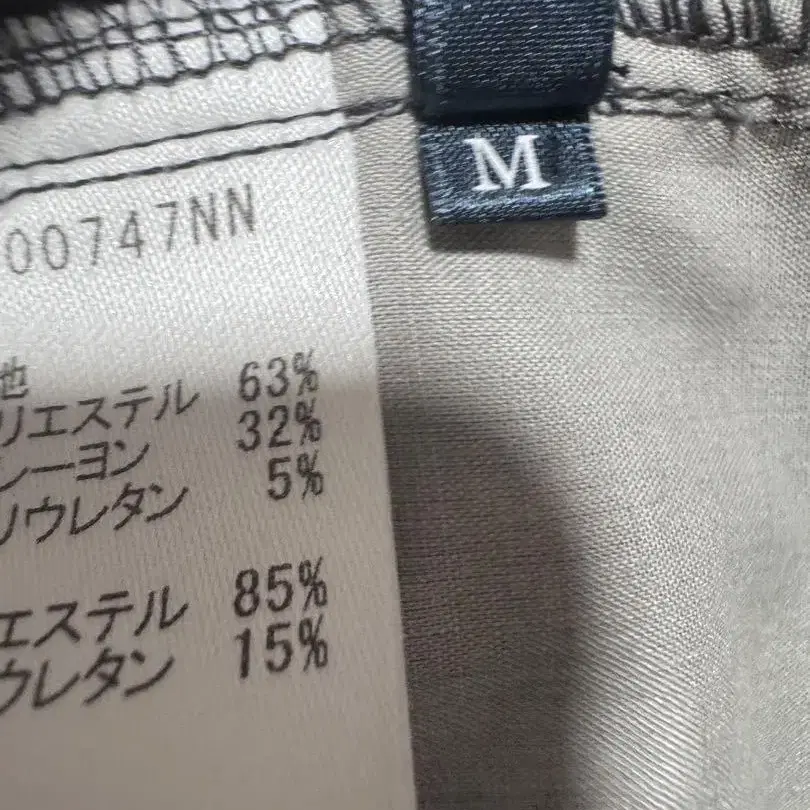 M
00747NN
地
リエステル 63%
レーヨン 32%
リウレタン 5%
エステル 85%
ウレタン 15%